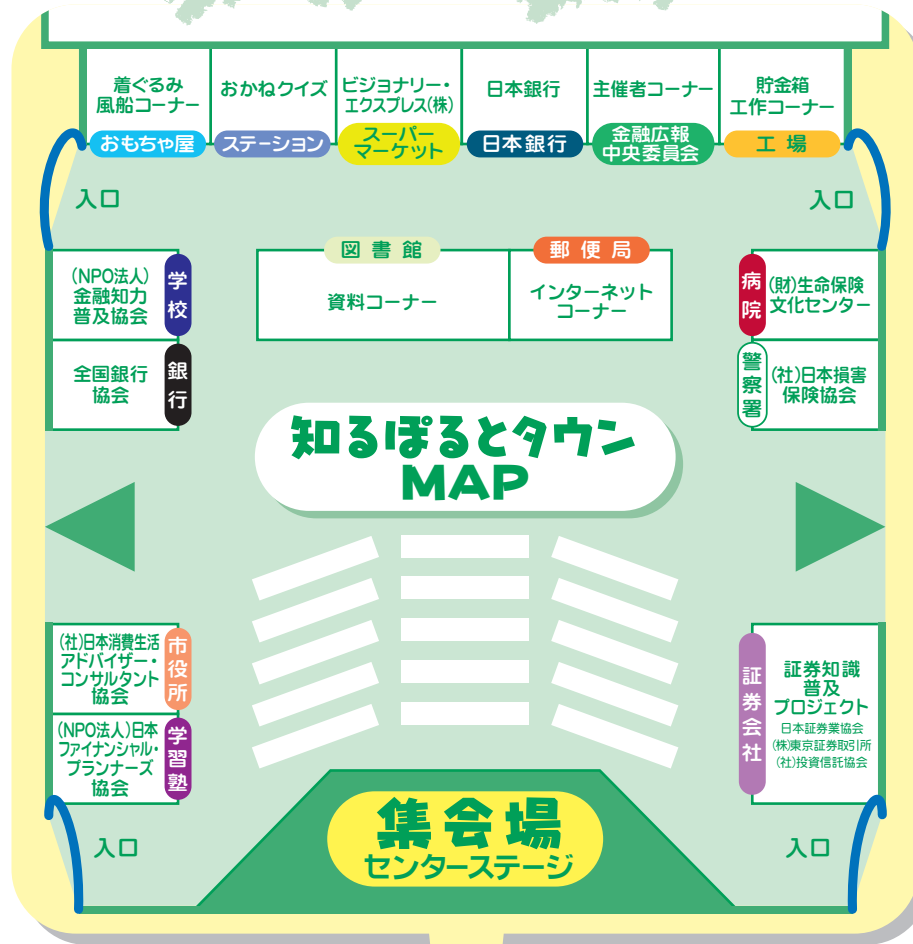 着ぐるみ
風船コーナー
おもちゃ屋
おかねクイズ
ステーション
ビジョナリー・
エクスプレス(株)
スーパー
マーケット
日本銀行
日本銀行
主催者コーナー
金融広報
中央委員会
貯金箱
工作コーナー
工場
入口
入口
図書館
資料コーナー
郵便局
インターネット
コーナー
(NPO法人)
金融知力
普及協会
学校
全国銀行
協会
銀行
病院
(財)生命保険
文化センター
警察署
(社)日本損害
保険協会
知るぽるとタウン
MAP
(社)日本消費生活
アドバイザー・
コンサルタント
協会
市役所
(NPO法人)日本
ファイナンシャル・
プランナーズ
協会
学習塾
証券会社
証券知識
普及
プロジェクト
日本証券業協会
(株)東京証券取引所
(社)投資信託協会
入口
集会場
センターステージ
入口